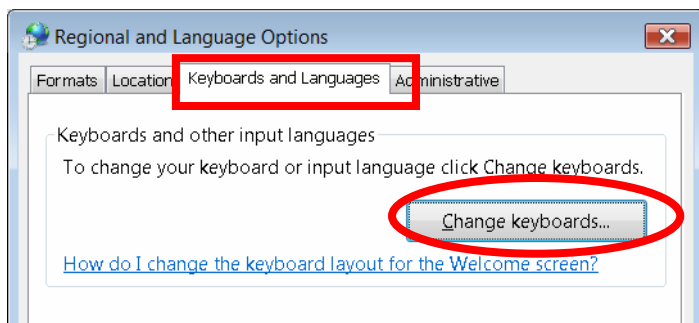 Regional and Language Options
Formats Location Keyboards and Languages Administrative
Keyboards and other input languages
To change your keyboard or input language click Change keyboards.
Change keyboards...
How do I change the keyboard layout for the Welcome screen?